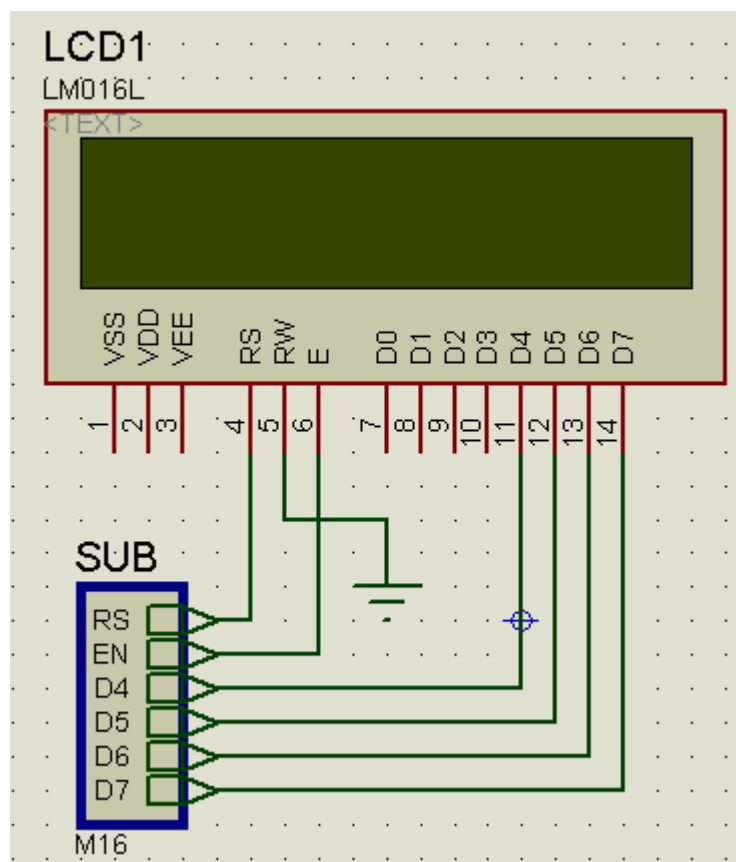 LCD1
LM016L
<TEXT>
VSS VDD VEE RS RW E D0 D1 D2 D3 D4 D5 D6 D7
1 2 3 4 5 6 7 8 9 10 11 12 13 14
SUB
RS
EN
D4
D5
D6
D7
M16